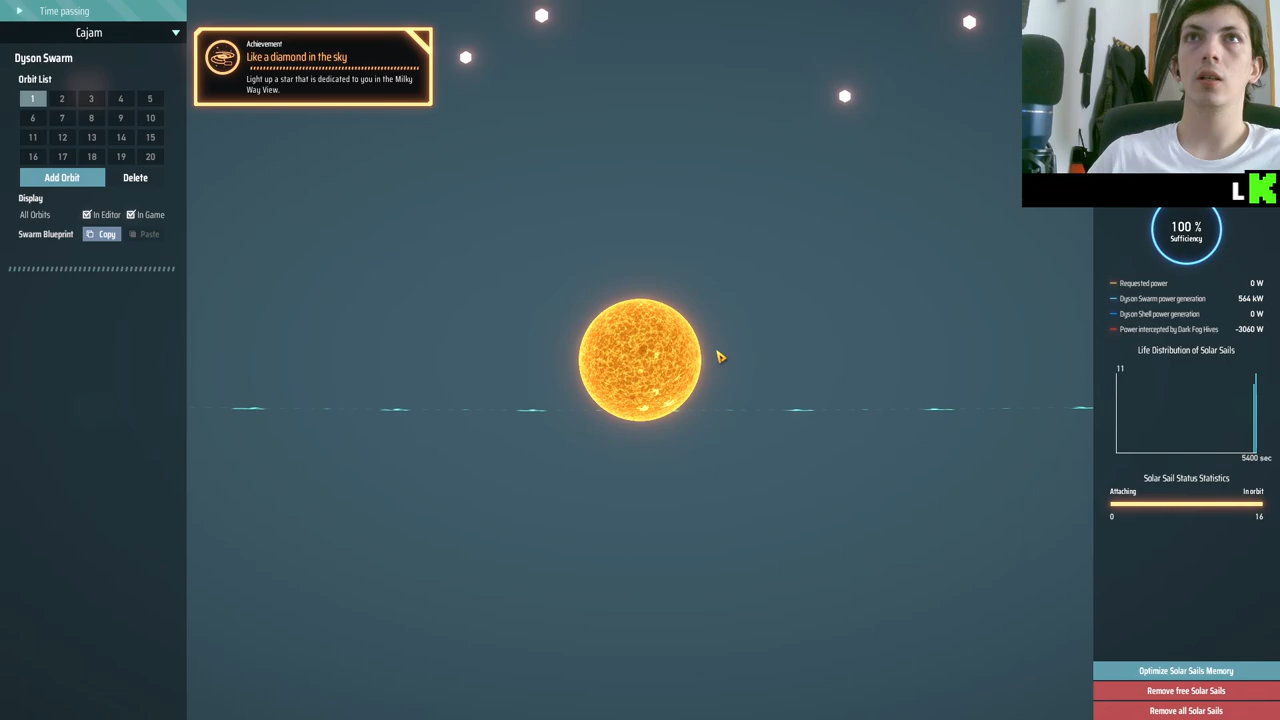 Time passing
Cajam
Dyson Swarm
Orbit List
1 2 3 4 5
6 7 8 9 10
11 12 13 14 15
16 17 18 19 20
Add Orbit Delete
Display
All Orbits In Editor In Game
Swarm Blueprint Copy Paste
Achievement
Like a diamond in the sky
Light up a star that is dedicated to you in the Milky
Way View.
L K
100 %
Sufficiency
Requested power 0 W
Dyson Swarm power generation 564 kW
Dyson Shell power generation 0 W
Power intercepted by Dark Fog Hives -3060 W
Life Distribution of Solar Sails
11
5400 sec
Solar Sail Status Statistics
Attaching In orbit
0 16
Optimize Solar Sails Memory
Remove free Solar Sails
Remove all Solar Sails